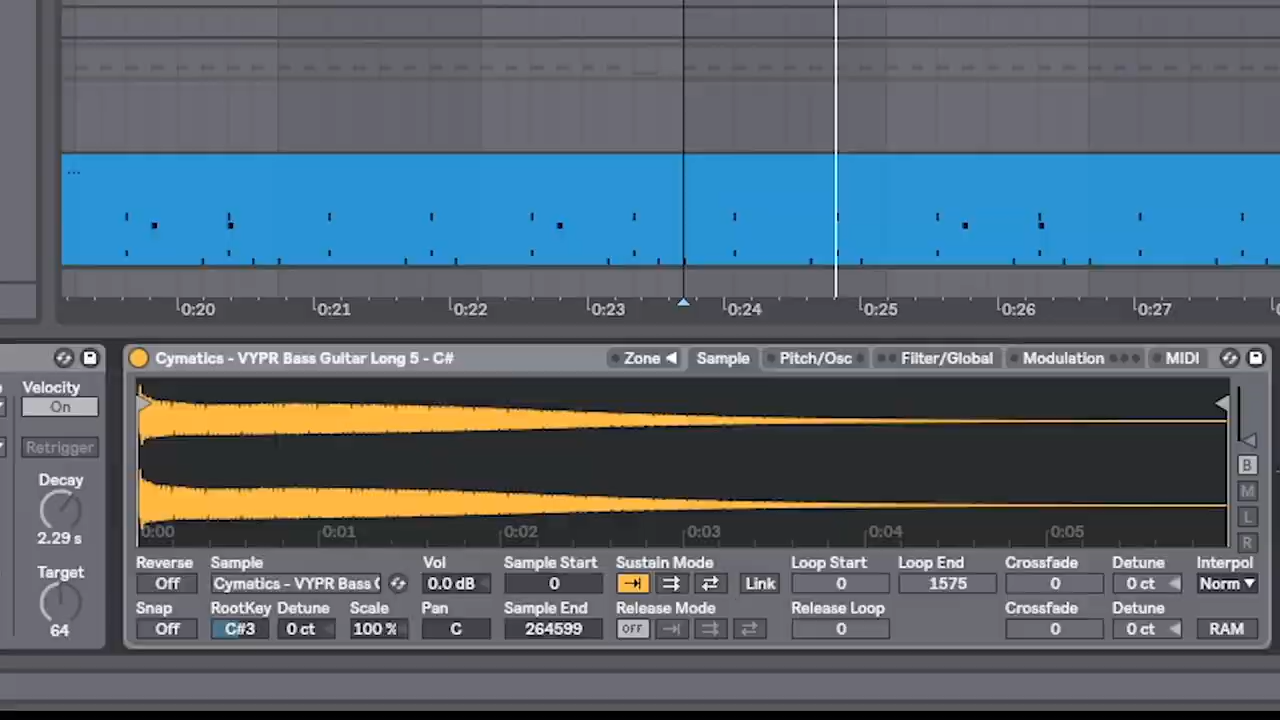 ...
0:20 0:21 0:22 0:23 0:24 0:25 0:26 0:27
Cymatics - VYPR Bass Guitar Long 5 - C# Zone Sample Pitch/Osc Filter/Global Modulation MIDI
Velocity
On
Retrigger
Decay
2.29 s
Target
64
B
M
L
R
0:00 0:01 0:02 0:03 0:04 0:05
Reverse Sample Vol Sample Start Sustain Mode Loop Start Loop End Crossfade Detune Interpol
Off Cymatics - VYPR Bass 0.0 dB 0 Link 0 1575 0 0 ct Norm
Snap RootKey Detune Scale Pan Sample End Release Mode Release Loop Crossfade Detune
Off C#3 0 ct 100 % C 264599 OFF 0 0 0 ct RAM